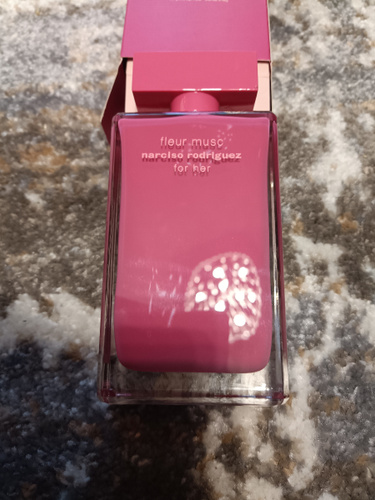 fleur musc
narciso rodriguez
for her